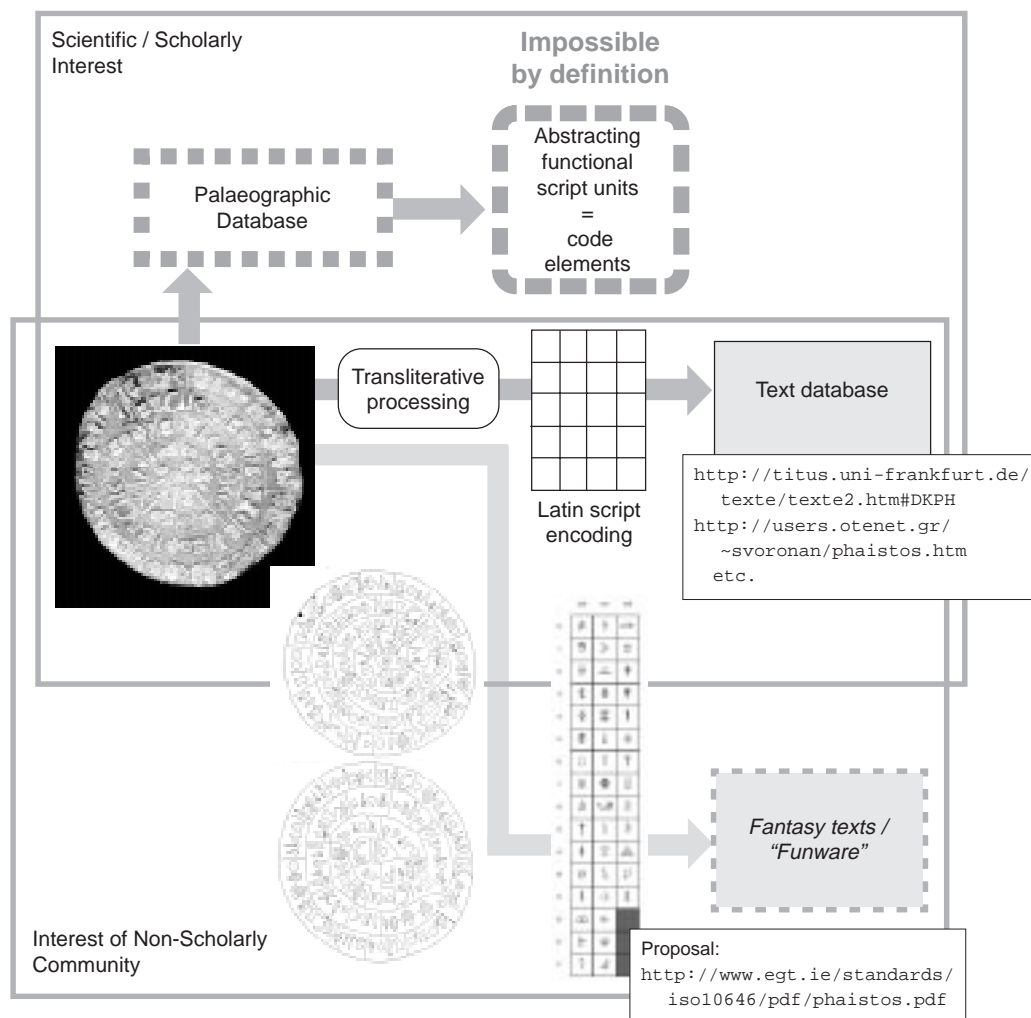 Scientific / Scholarly
Interest
Impossible
by definition
Abstracting
functional
script units
=
code
elements
Palaeographic
Database
Transliterative
processing
Text database
Latin script
encoding
http://titus.uni-frankfurt.de/
texte/texte2.htm#DKPH
http://users.otenet.gr/
~svoronan/phaistos.htm
etc.
Fantasy texts /
“Funware”
Interest of Non-Scholarly
Community
Proposal:
http://www.egt.ie/standards/
iso10646/pdf/phaistos.pdf